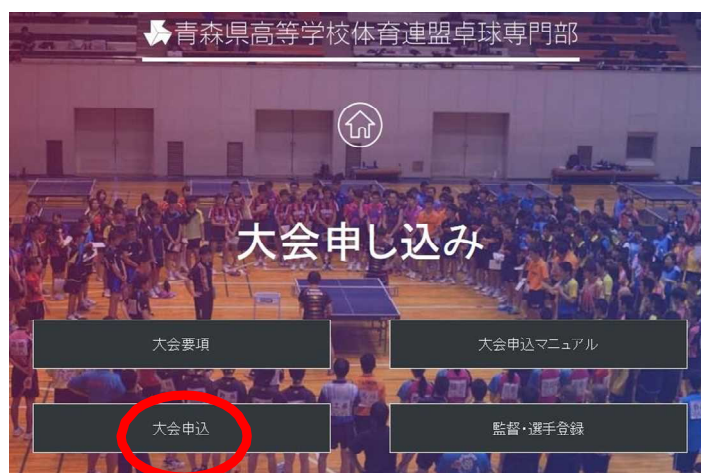 青森県高等学校体育連盟卓球専門部
大会申し込み
大会要項
大会申込マニュアル
大会申込
監督・選手登録